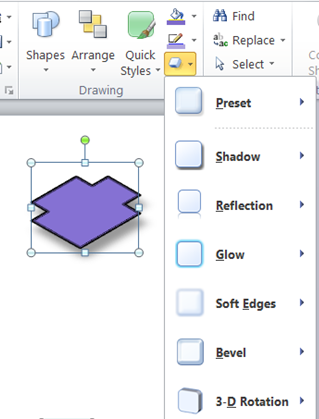 Find
Replace
Select
Shapes
Arrange
Quick
Styles
Drawing
Preset
Shadow
Reflection
Glow
Soft Edges
Bevel
3-D Rotation